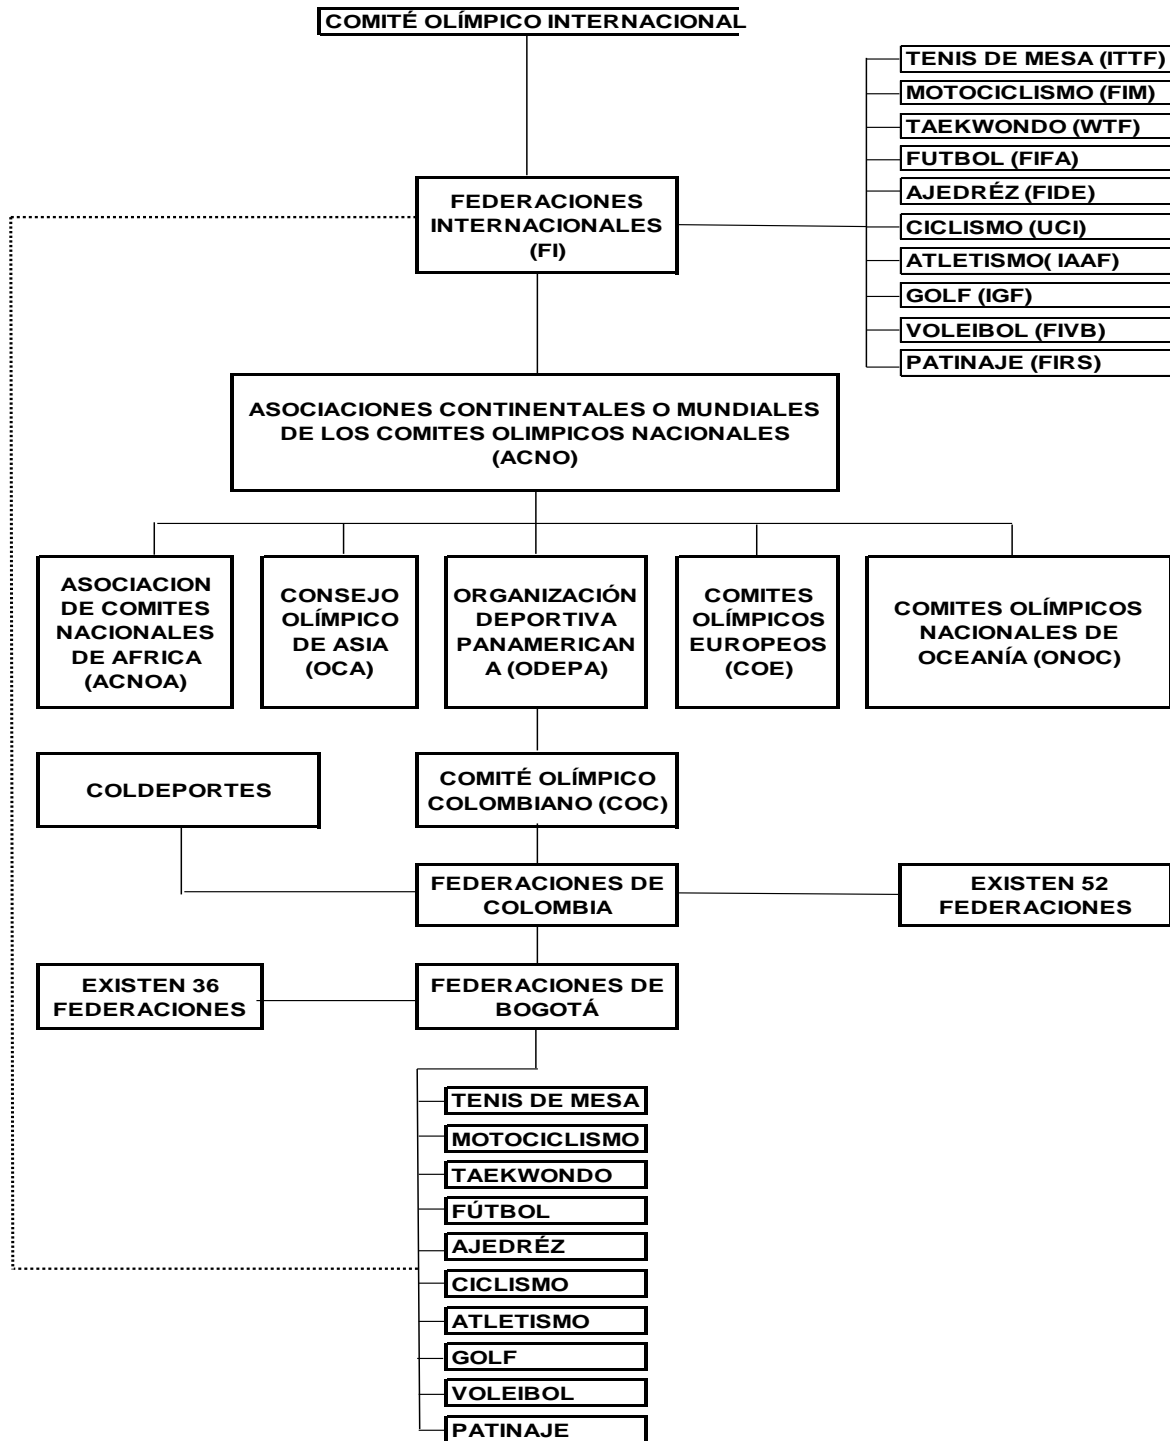 COMITÉ OLÍMPICO INTERNACIONAL
TENIS DE MESA (ITTF)
MOTOCICLISMO (FIM)
TAEKWONDO (WTF)
FUTBOL (FIFA)
AJEDRÉZ (FIDE)
CICLISMO (UCI)
ATLETISMO( IAAF)
GOLF (IGF)
VOLEIBOL (FIVB)
PATINAJE (FIRS)
FEDERACIONES
INTERNACIONALES
(FI)
ASOCIACIONES CONTINENTALES O MUNDIALES
DE LOS COMITES OLIMPICOS NACIONALES
(ACNO)
ASOCIACION
DE COMITES
NACIONALES
DE AFRICA
(ACNOA)
CONSEJO
OLÍMPICO
DE ASIA
(OCA)
ORGANIZACIÓN
DEPORTIVA
PANAMERICAN
A (ODEPA)
COMITES
OLÍMPICOS
EUROPEOS
(COE)
COMITES OLÍMPICOS
NACIONALES DE
OCEANÍA (ONOC)
COLDEPORTES
COMITÉ OLÍMPICO
COLOMBIANO (COC)
FEDERACIONES DE
COLOMBIA
EXISTEN 52
FEDERACIONES
EXISTEN 36
FEDERACIONES
FEDERACIONES DE
BOGOTÁ
TENIS DE MESA
MOTOCICLISMO
TAEKWONDO
FÚTBOL
AJEDRÉZ
CICLISMO
ATLETISMO
GOLF
VOLEIBOL
PATINAJE